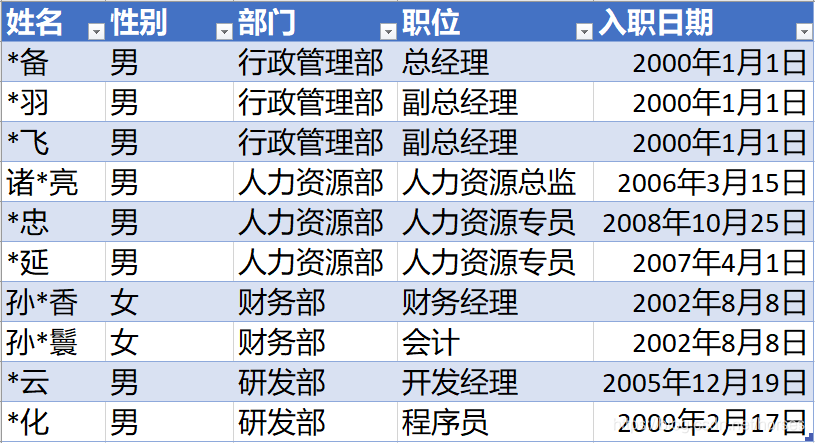 姓名 性别 部门 职位 入职日期
*备 男 行政管理部 总经理 2000年1月1日
*羽 男 行政管理部 副总经理 2000年1月1日
*飞 男 行政管理部 副总经理 2000年1月1日
诸*亮 男 人力资源部 人力资源总监 2006年3月15日
*忠 男 人力资源部 人力资源专员 2008年10月25日
*延 男 人力资源部 人力资源专员 2007年4月1日
孙*香 女 财务部 财务经理 2002年8月8日
孙*鬟 女 财务部 会计 2002年8月8日
*云 男 研发部 开发经理 2005年12月19日
*化 男 研发部 程序员 2009年2月17日